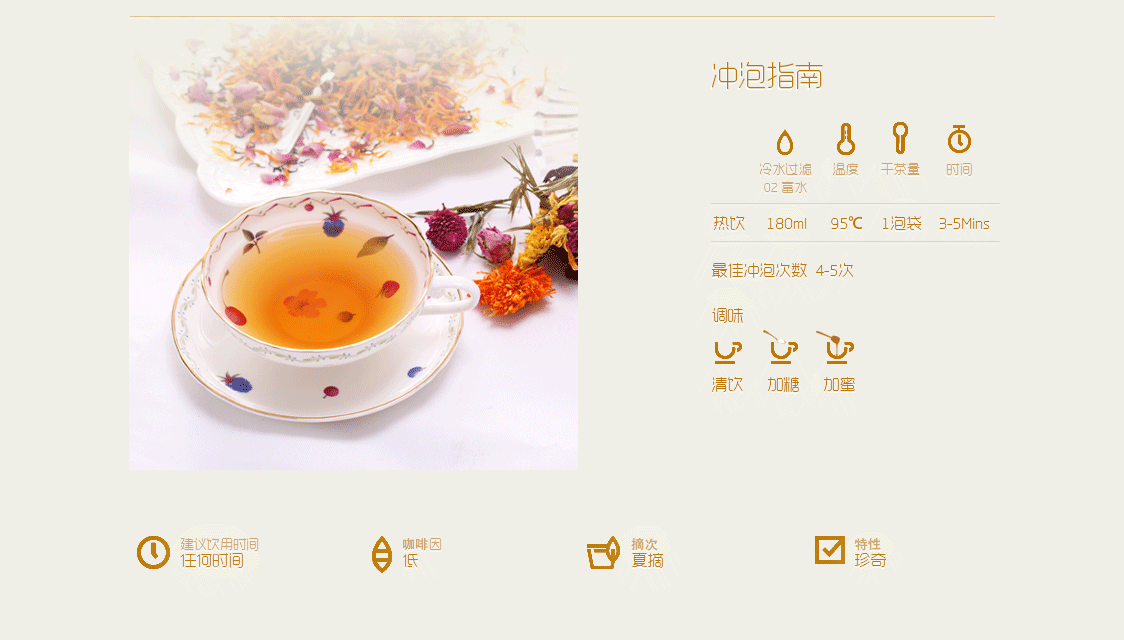 冲泡指南
冷水过滤 温度 干茶量 时间
02 富水
热饮 180ml 95℃ 1泡袋 3-5Mins
最佳冲泡次数 4-5次
调味
清饮 加糖 加蜜
建议饮用时间 咖啡因 摘次 特性
任何时间 低 夏摘 珍奇